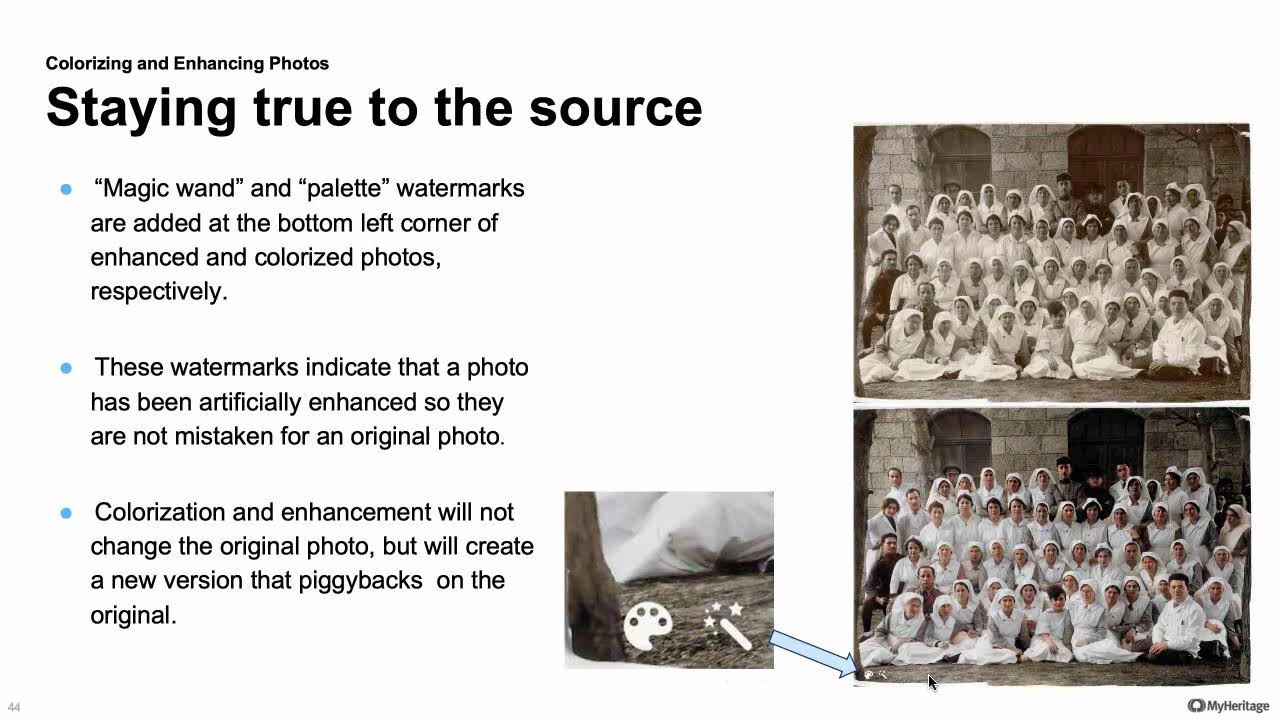 Colorizing and Enhancing Photos
Staying true to the source
“Magic wand” and “palette” watermarks
are added at the bottom left corner of
enhanced and colorized photos,
respectively.
These watermarks indicate that a photo
has been artificially enhanced so they
are not mistaken for an original photo.
Colorization and enhancement will not
change the original photo, but will create
a new version that piggybacks  on the
original.
44
MyHeritage